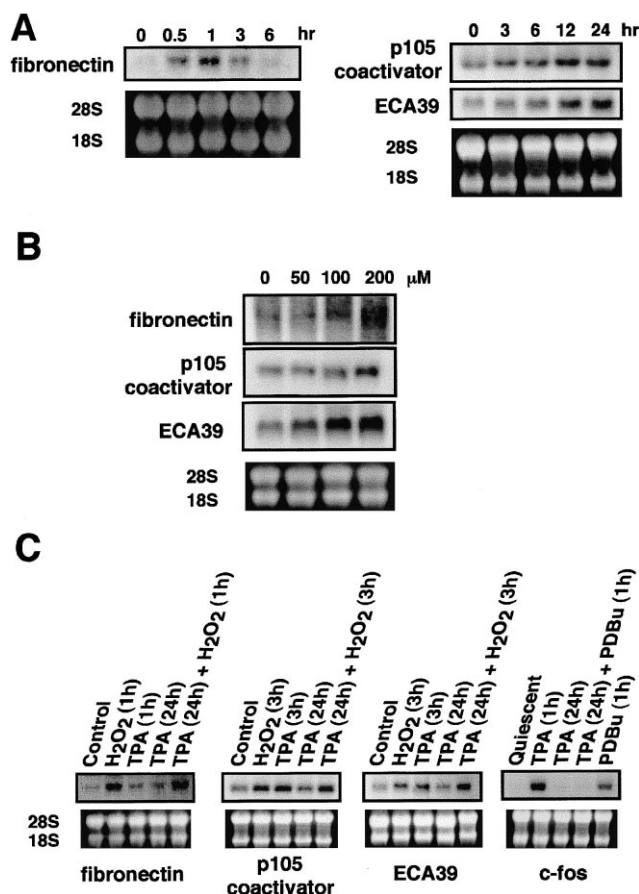 A
0 0.5 1 3 6 hr
fibronectin
28S
18S
0 3 6 12 24 hr
p105
coactivator
ECA39
28S
18S
B
0 50 100 200 μM
fibronectin
p105
coactivator
ECA39
28S
18S
C
Control
H2O2 (1h)
TPA (1h)
TPA (24h)
TPA (24h) + H2O2 (1h)
Control
H2O2 (3h)
TPA (3h)
TPA (24h)
TPA (24h) + H2O2 (3h)
Control
H2O2 (3h)
TPA (3h)
TPA (24h)
TPA (24h) + H2O2 (3h)
Quiescent
TPA (1h)
TPA (24h)
TPA (24h) + PDBu (1h)
PDBu (1h)
28S
18S
fibronectin
p105
coactivator
ECA39
c-fos